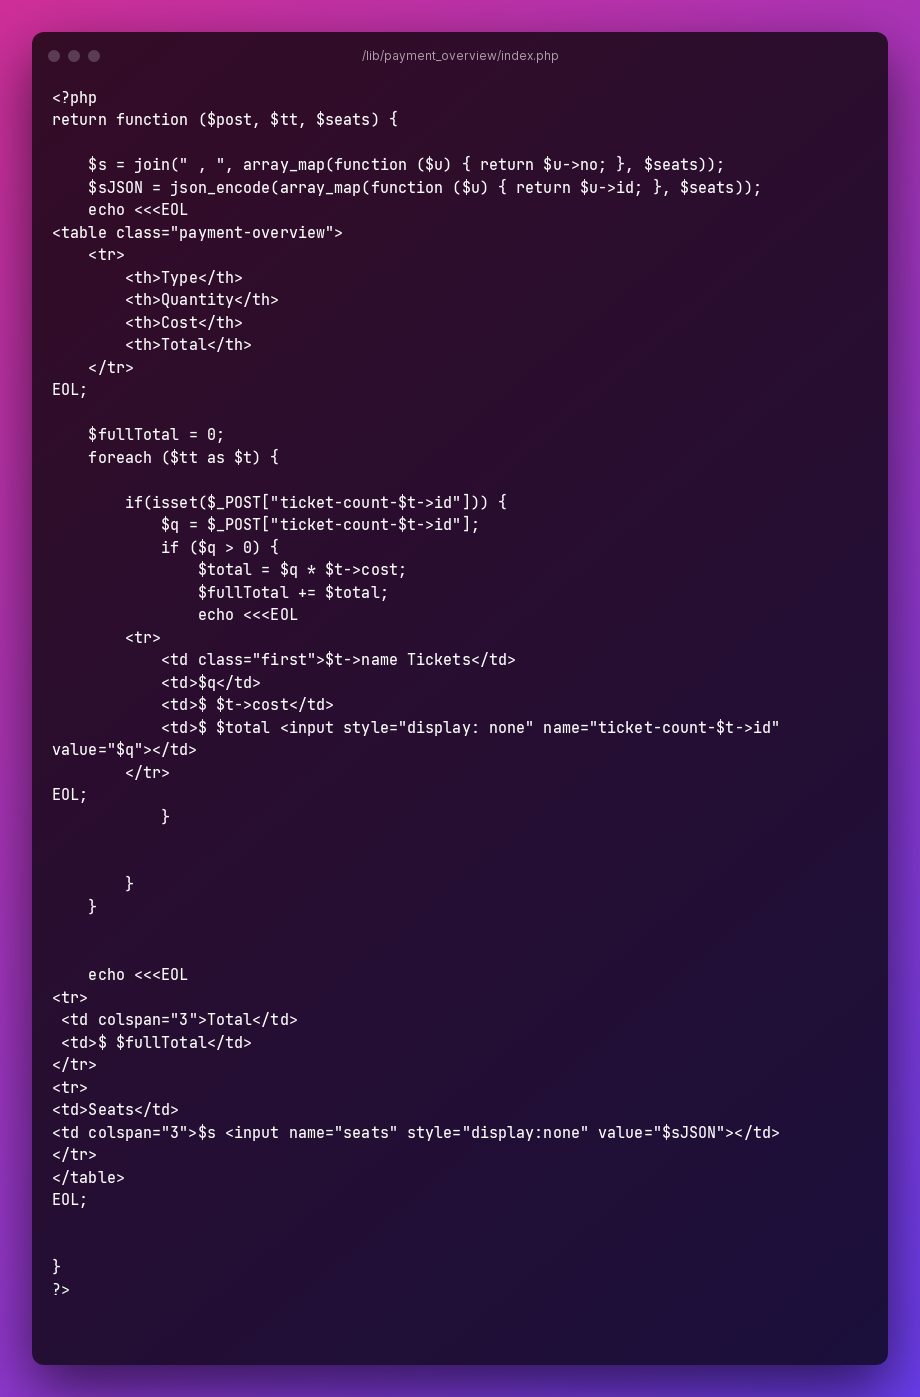 /lib/payment_overview/index.php
<?php
return function ($post, $tt, $seats) {

    $s = join(" , ", array_map(function ($u) { return $u->no; }, $seats));
    $sJSON = json_encode(array_map(function ($u) { return $u->id; }, $seats));
    echo <<<EOL
<table class="payment-overview">
    <tr>
        <th>Type</th>
        <th>Quantity</th>
        <th>Cost</th>
        <th>Total</th>
    </tr>
EOL;

    $fullTotal = 0;
    foreach ($tt as $t) {

        if(isset($_POST["ticket-count-$t->id"])) {
            $q = $_POST["ticket-count-$t->id"];
            if ($q > 0) {
                $total = $q * $t->cost;
                $fullTotal += $total;
                echo <<<EOL
        <tr>
            <td class="first">$t->name Tickets</td>
            <td>$q</td>
            <td>$ $t->cost</td>
            <td>$ $total <input style="display: none" name="ticket-count-$t->id"
value="$q"></td>
        </tr>
EOL;
            }


        }
    }


    echo <<<EOL
<tr>
 <td colspan="3">Total</td>
 <td>$ $fullTotal</td>
</tr>
<tr>
<td>Seats</td>
<td colspan="3">$s <input name="seats" style="display:none" value="$sJSON"></td>
</tr>
</table>
EOL;


}
?>